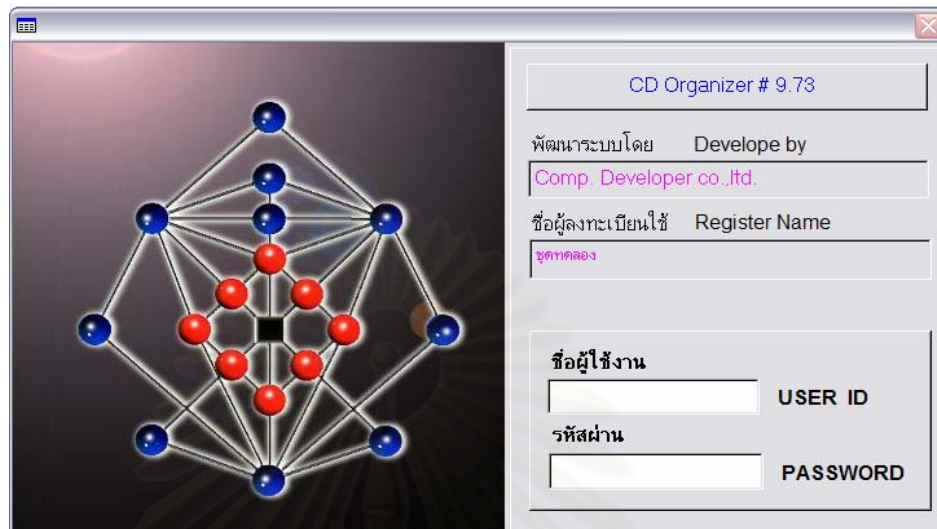 CD Organizer # 9.73
พัฒนาระบบโดย Develope by
Comp. Developer co.,ltd.
ชื่อผู้ลงทะเบียนใช้ Register Name
ชุดทดลอง
ชื่อผู้ใช้งาน
USER ID
รหัสผ่าน
PASSWORD